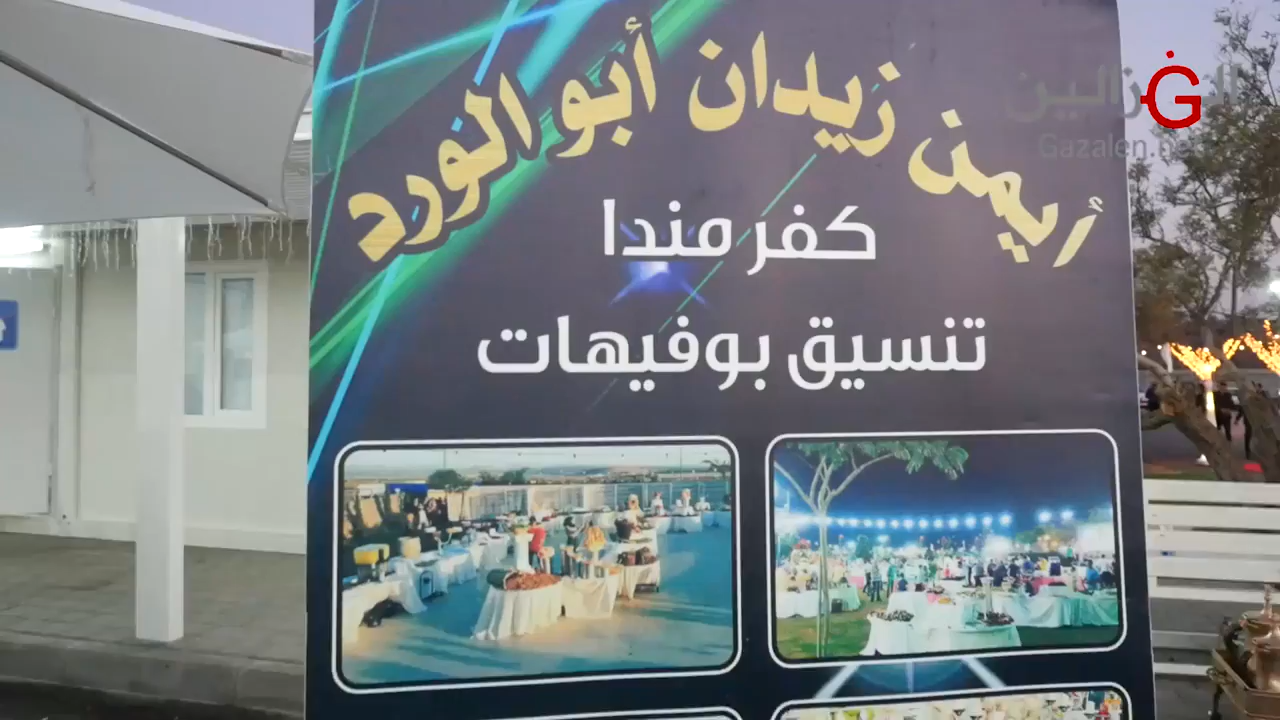 أيمن زيدان أبو الورد
كفر مندا
تنسيق بوفيهات
الغزالين
Gazalen.net